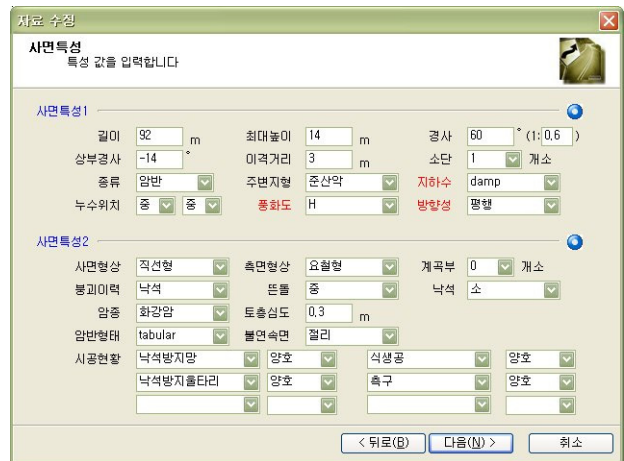 자료 수정
사면특성
특성 값을 입력합니다
사면특성1
길이 92 m 최대높이 14 m 경사 60 ° (1: 0,6 )
상부경사 -14 ° 이격거리 3 m 소단 1 개소
종류 암반 주변지형 준산악 지하수 damp
누수위치 중 중 풍화도 H 방향성 평행
사면특성2
사면형상 직선형 측면형상 요철형 계곡부 0 개소
붕괴이력 낙석 뜬돌 중 낙석 소
암종 화강암 토층심도 0,3 m
암반형태 tabular 불연속면 절리
시공현황 낙석방지망 양호 식생공 양호
낙석방지울타리 양호 측구 양호
< 뒤로(B) 다음(N) > 취소